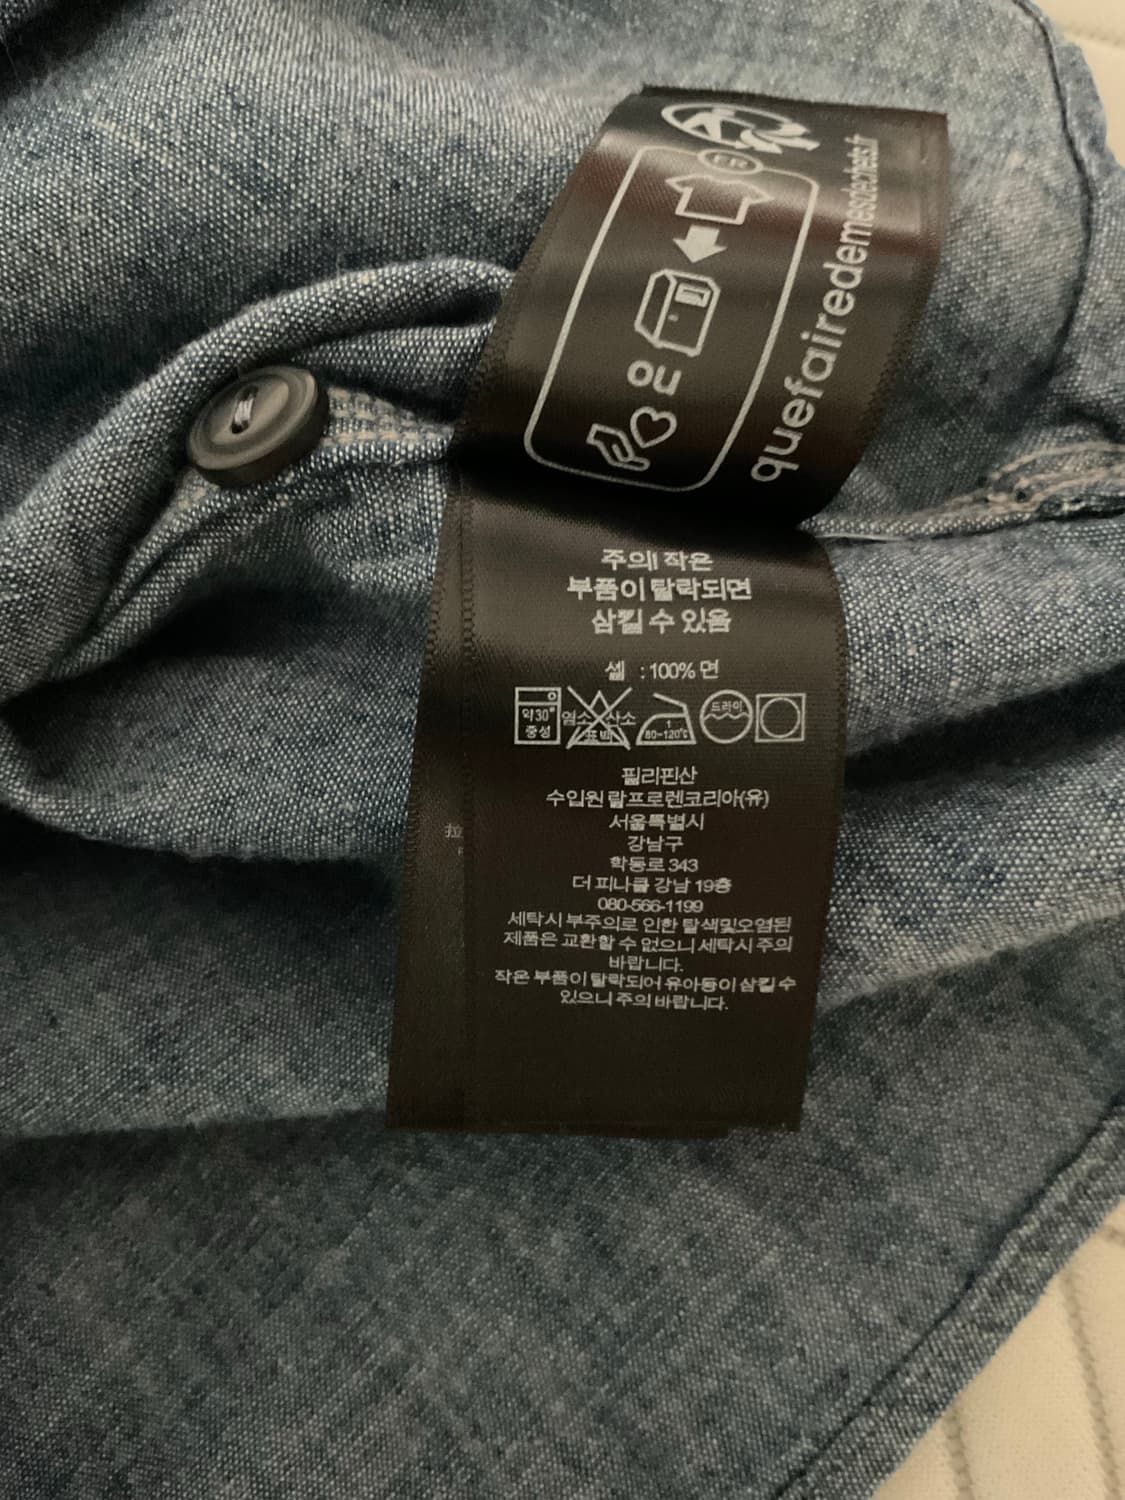 quefairedemesdechets.fr
FR
OU
주의! 작은
부품이 탈락되면
삼킬 수 있음
셸 : 100% 면
약30°
중성
염소 산소
표백
1
80~120°C
드라이
필리핀산
수입원 랄프로렌코리아(유)
서울특별시
강남구
학동로 343
더 피나클 강남 19층
080-566-1199
세탁시 부주의로 인한 탈색및오염된
제품은 교환할 수 없으니 세탁시 주의
바랍니다.
작은 부품이 탈락되어 유아등이 삼킬 수
있으니 주의 바랍니다.
拉